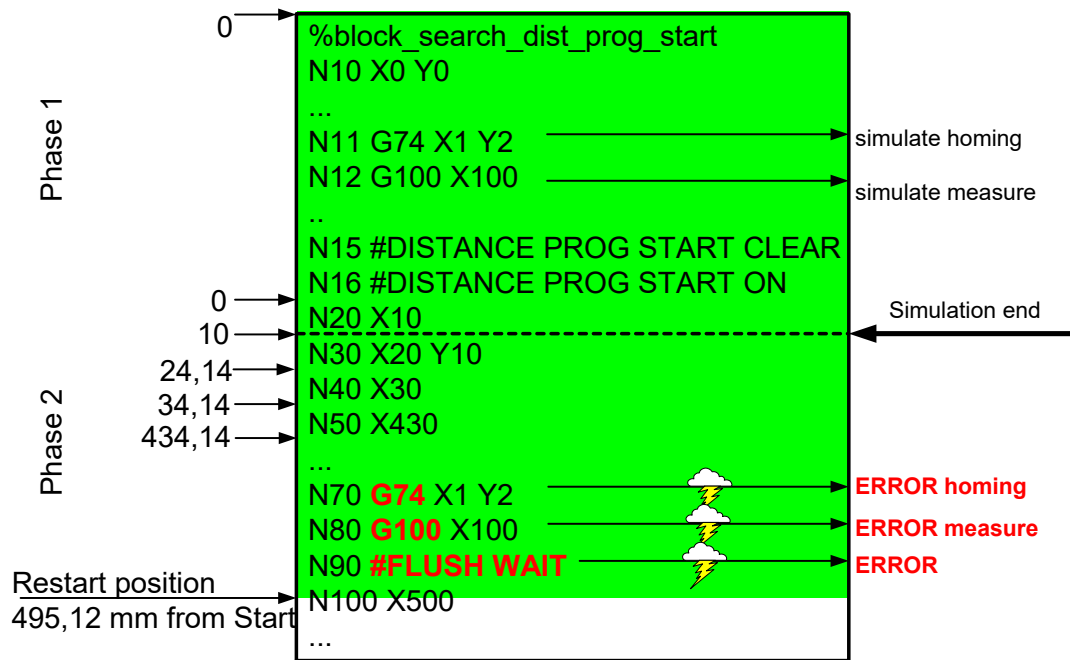 0
%block_search_dist_prog_start
N10 X0 Y0
...
Phase 1
N11 G74 X1 Y2
simulate homing
N12 G100 X100
simulate measure
..
N15 #DISTANCE PROG START CLEAR
N16 #DISTANCE PROG START ON
0
N20 X10
Simulation end
10
N30 X20 Y10
24,14
N40 X30
34,14
N50 X430
434,14
Phase 2
...
N70 G74 X1 Y2
ERROR homing
N80 G100 X100
ERROR measure
N90 #FLUSH WAIT
ERROR
Restart position
N100 X500
495,12 mm from Start
...